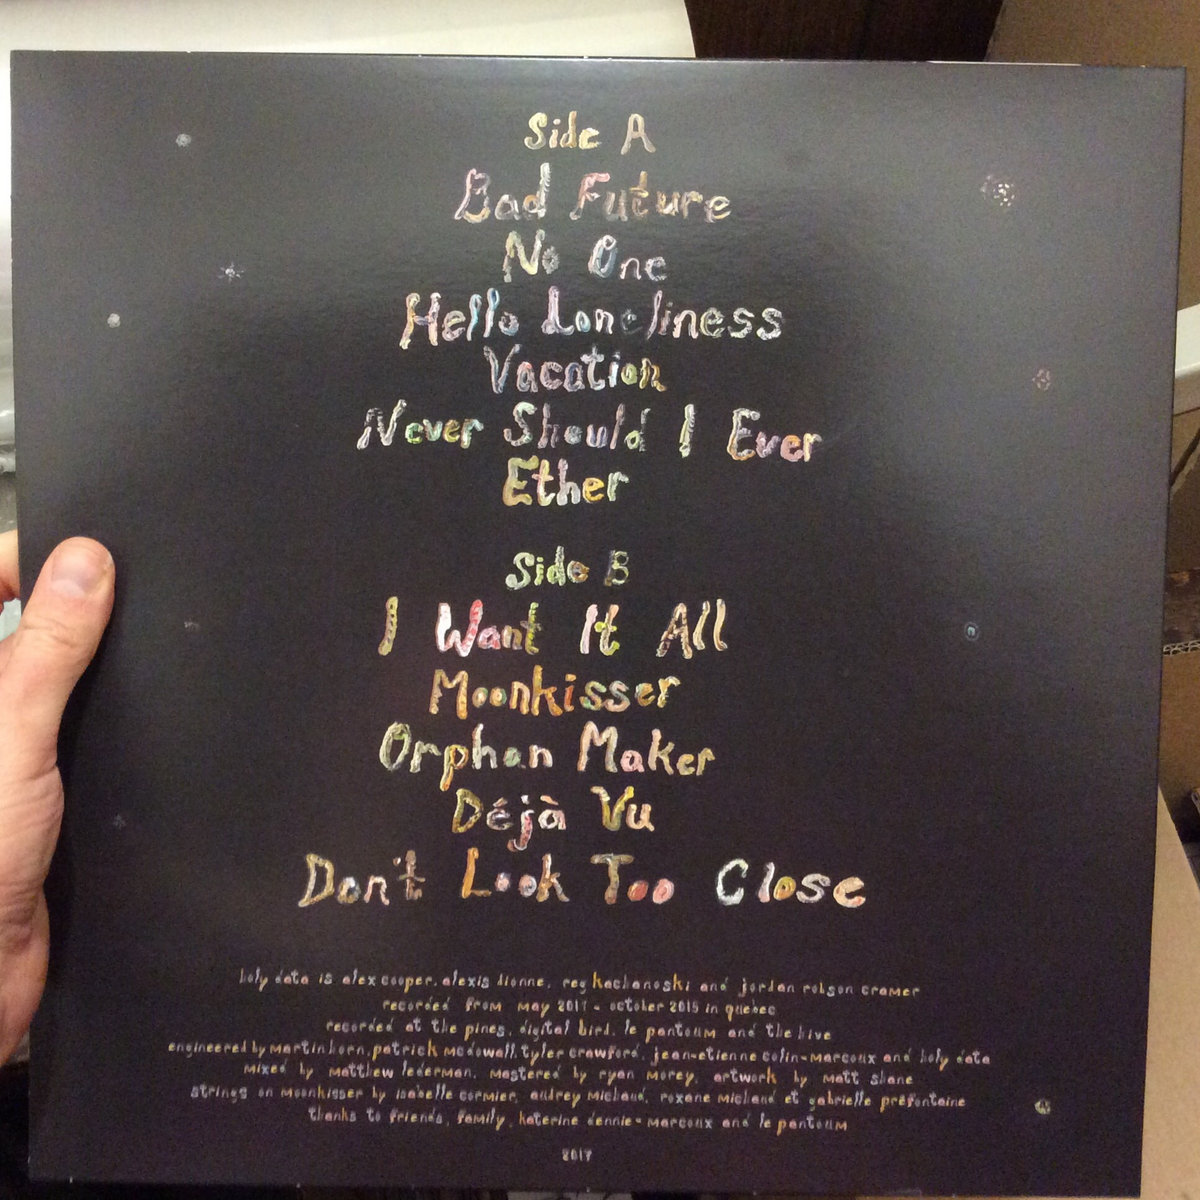 Side A
Bad Future
No One
Hello Loneliness
Vacation
Never Should I Ever
Ether
Side B
I Want It All
Moonkisser
Orphan Maker
Déjà Vu
Don't Look Too Close
holy data is alex cooper, alexis dionne, reg kachanoski and jordan robson cramer
recorded from may 2011 - october 2015 in quebec
recorded at the pines, digital bird, le pantoum and the hive
engineered by martin horn, patrick mcdowall, tyler crawford, jean-etienne colin-marcoux and holy data
mixed by matthew lederman, mastered by ryan morey, artwork by matt shane
strings on moonkisser by isabelle cormier, audrey michaud, roxane michaud et gabrielle préfontaine
thanks to friends, family, katerine dennie-marcoux and le pantoum
2017